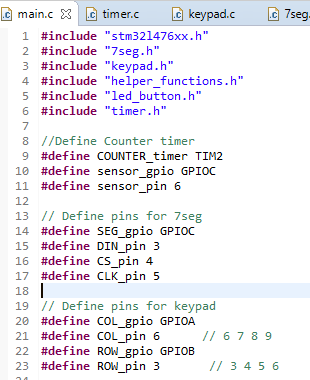 main.c timer.c keypad.c 7seg.
1 #include "stm32l476xx.h"
2 #include "7seg.h"
3 #include "keypad.h"
4 #include "helper_functions.h"
5 #include "led_button.h"
6 #include "timer.h"
7
8 //Define Counter timer
9 #define COUNTER_timer TIM2
10 #define sensor_gpio GPIOC
11 #define sensor_pin 6
12
13 // Define pins for 7seg
14 #define SEG_gpio GPIOC
15 #define DIN_pin 3
16 #define CS_pin 4
17 #define CLK_pin 5
18
19 // Define pins for keypad
20 #define COL_gpio GPIOA
21 #define COL_pin 6 // 6 7 8 9
22 #define ROW_gpio GPIOB
23 #define ROW_pin 3 // 3 4 5 6